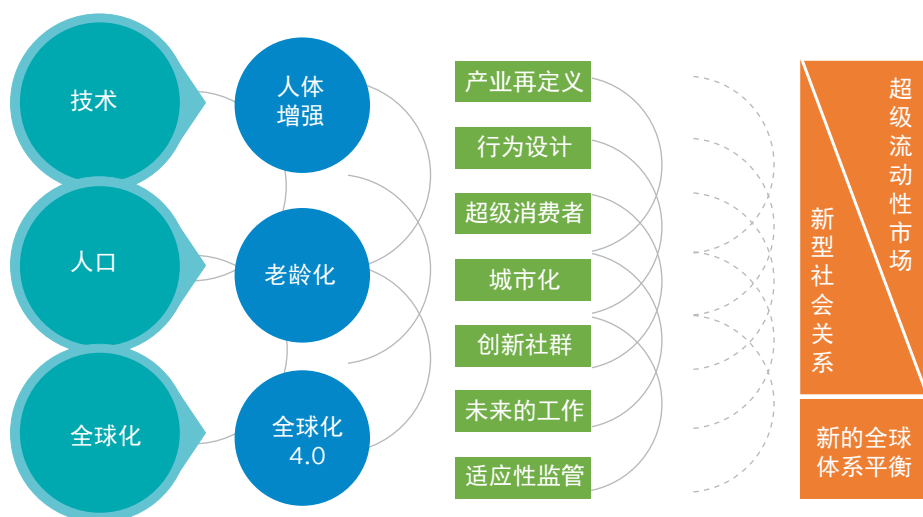 技术
人口
全球化
人体
增强
老龄化
全球化
4.0
产业再定义
行为设计
超级消费者
城市化
创新社群
未来的工作
适应性监管
超级流动性市场
新型社会关系
新的全球
体系平衡